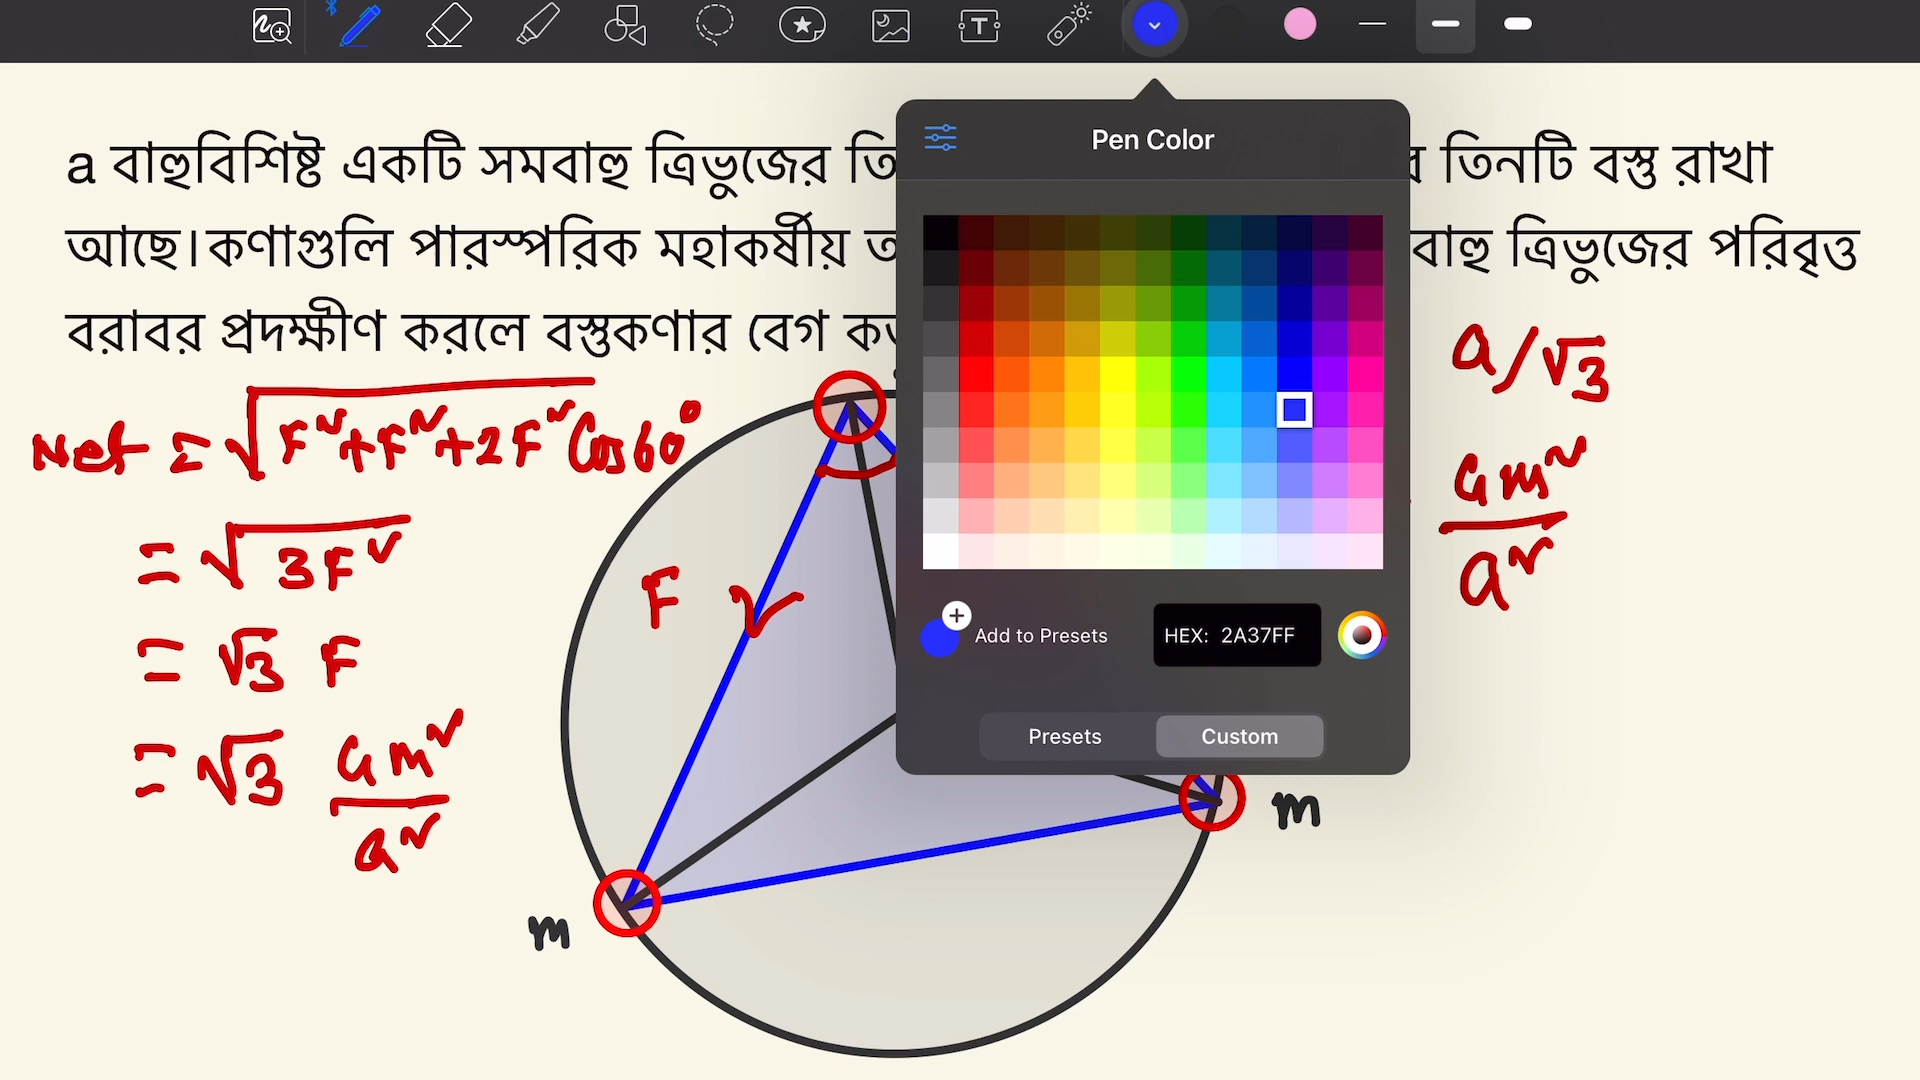 Pen Color
a বাহুবিশিষ্ট একটি সমবাহু ত্রিভুজের তিনটি বস্তু রাখা
আছে।কণাগুলি পারস্পরিক মহাকর্ষীয় বাহু ত্রিভুজের পরিবৃত্ত
বরাবর প্রদক্ষীণ করলে বস্তুকণার বেগ
a/√3
Net = √F²+F²+2F² Cos60°
= √3F²
= √3 F
= √3 Gm²/a²
F
Gm²/a²
Add to Presets
HEX: 2A37FF
Presets
Custom
m
m